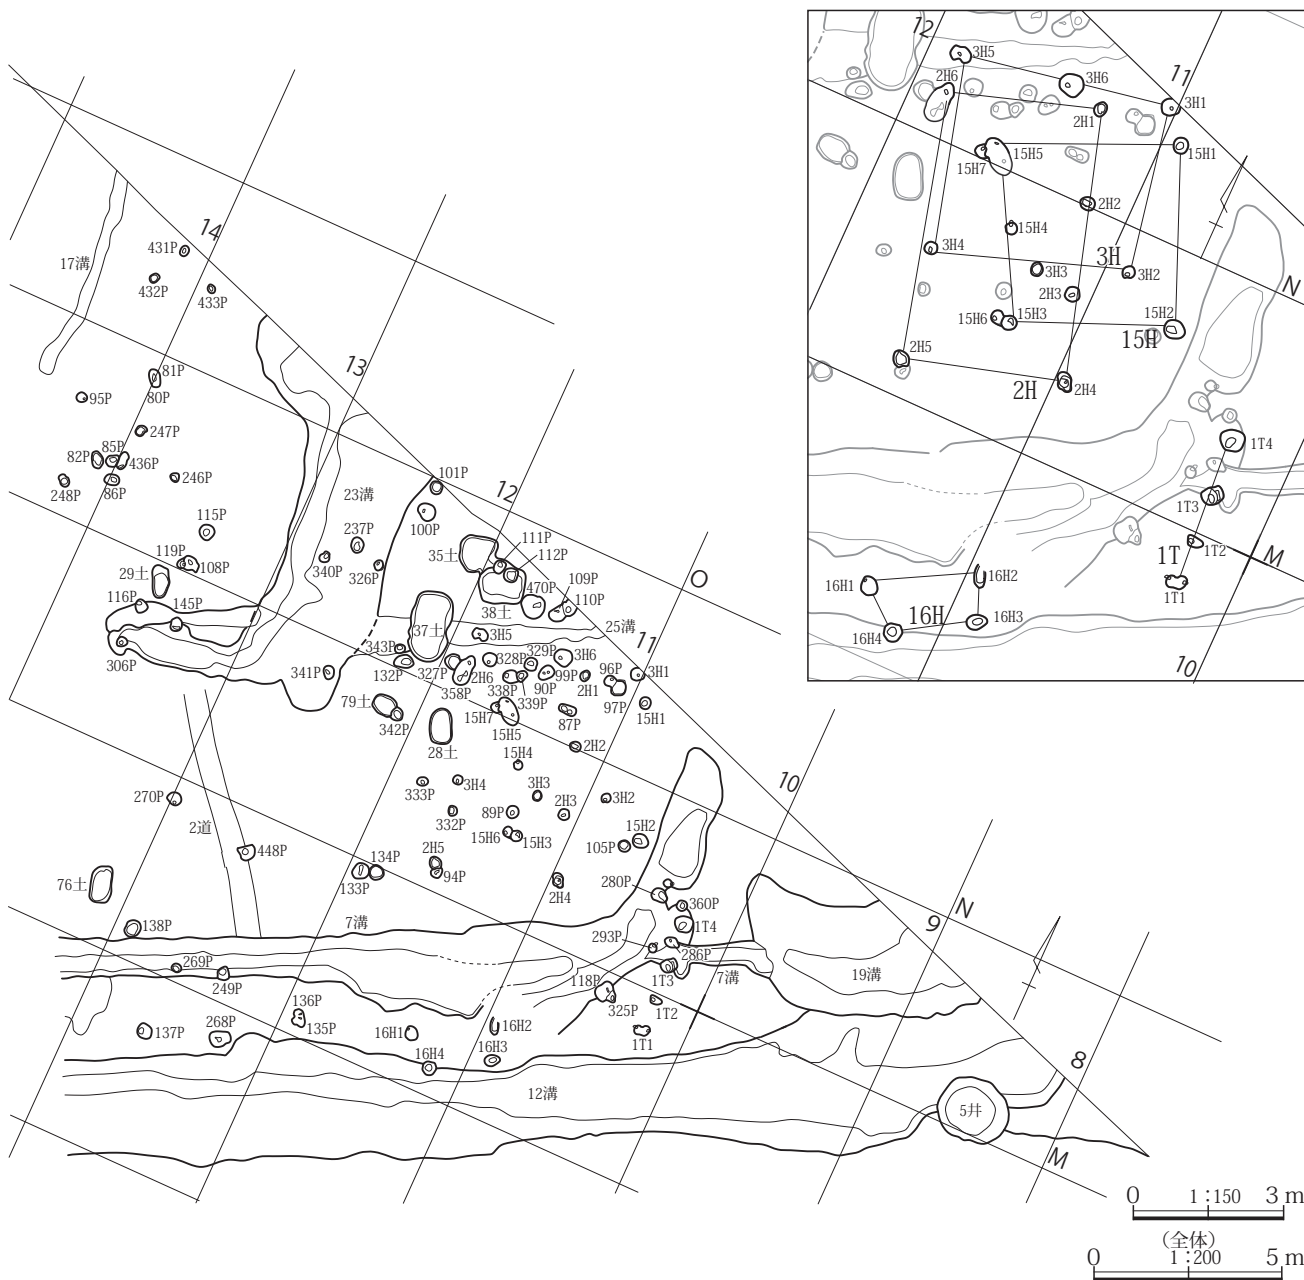 12
3H5
2H6
3H6
11
3H1
2H1
15H5
15H1
15H7
2H2
15H4
3H
3H4
3H3
3H2
2H3
N
15H6
15H3
15H2
15H
2H5
2H
2H4
1T4
1T3
1T
1T2
M
1T1
16H1
16H2
16H
16H3
16H4
10
14
431P
17溝
432P
433P
13
81P
95P
80P
247P
85P
82P
436P
248P
86P
246P
101P
12
23溝
115P
100P
237P
111P
35土
112P
119P
108P
340P
326P
29土
470P
109P
O
116P
145P
38土
110P
25溝
37土
3H5
11
306P
343P
329P
3H6
341P
132P
327P
328P
96P
3H1
2H6
99P
358P
338P
90P
2H1
79土
339P
97P
15H1
342P
15H7
87P
28土
15H5
2H2
15H4
10
333P
3H4
3H3
270P
2H3
3H2
2道
332P
89P
15H6
15H3
15H2
448P
134P
2H5
105P
133P
94P
76土
2H4
280P
360P
N
9
138P
7溝
1T4
293P
286P
269P
249P
118P
1T3
7溝
19溝
136P
325P
1T2
137P
268P
135P
16H1
16H2
1T1
16H4
16H3
8
12溝
5井
M
0 1：150 3 m
（全体）
0 1：200 5 m